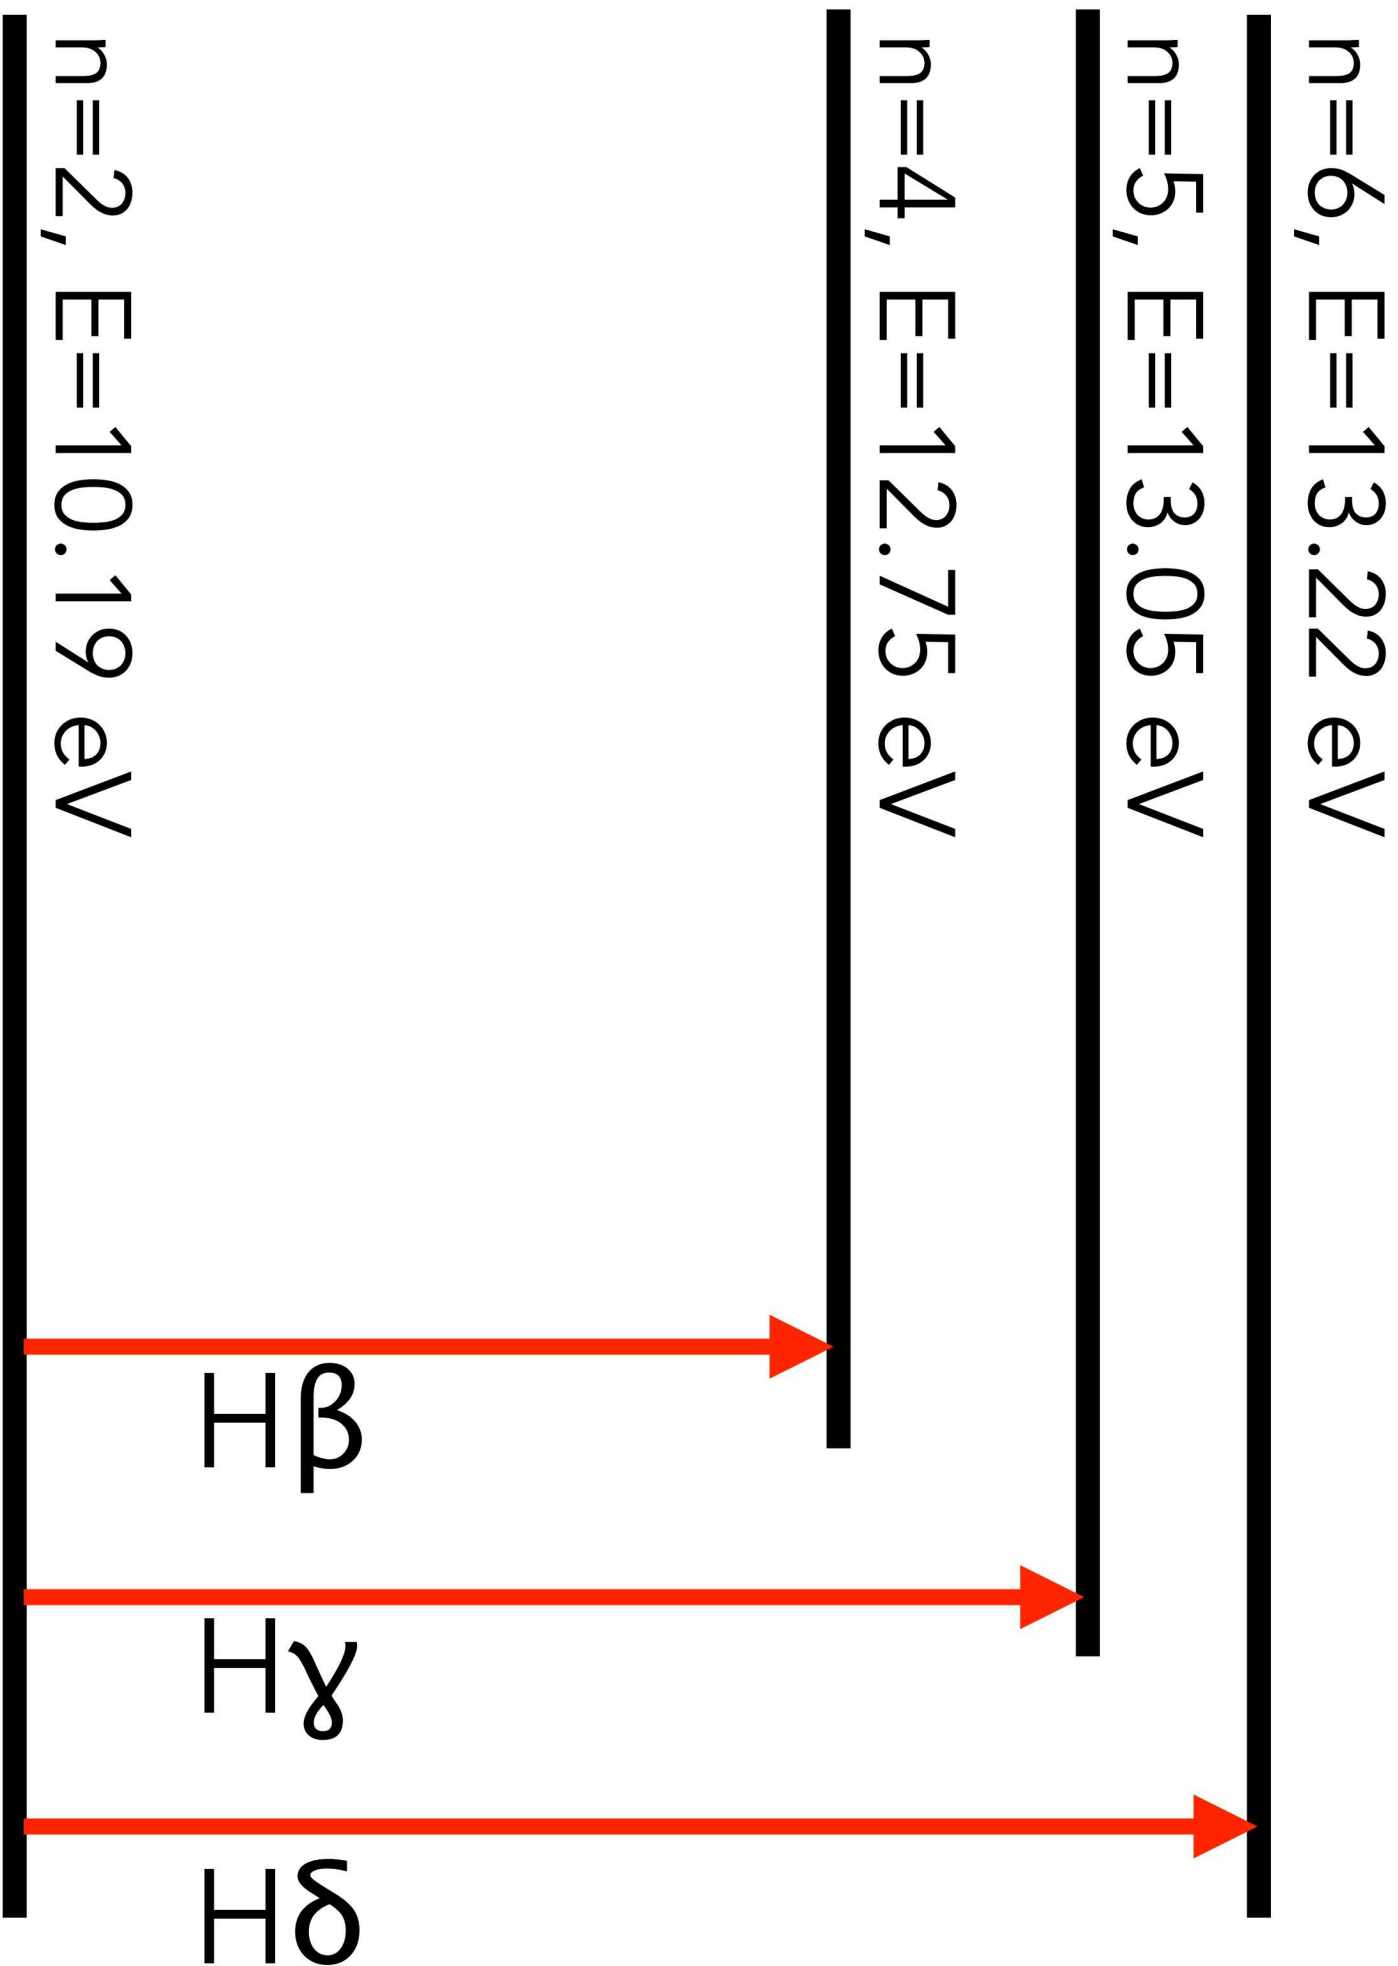 n=6, E=13.22 eV
n=5, E=13.05 eV
n=4, E=12.75 eV
n=2, E=10.19 eV
Hβ
Hγ
Hδ